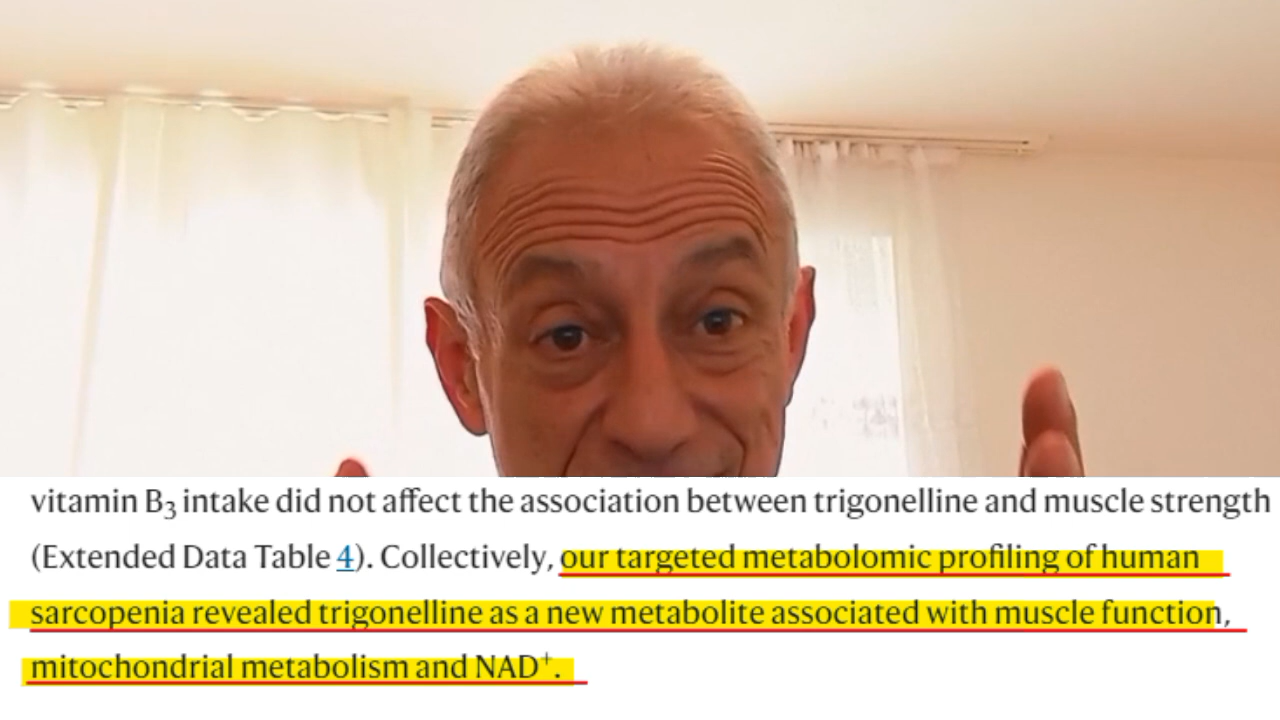 vitamin B₃ intake did not affect the association between trigonelline and muscle strength
(Extended Data Table 4). Collectively, our targeted metabolomic profiling of human
sarcopenia revealed trigonelline as a new metabolite associated with muscle function,
mitochondrial metabolism and NAD⁺.